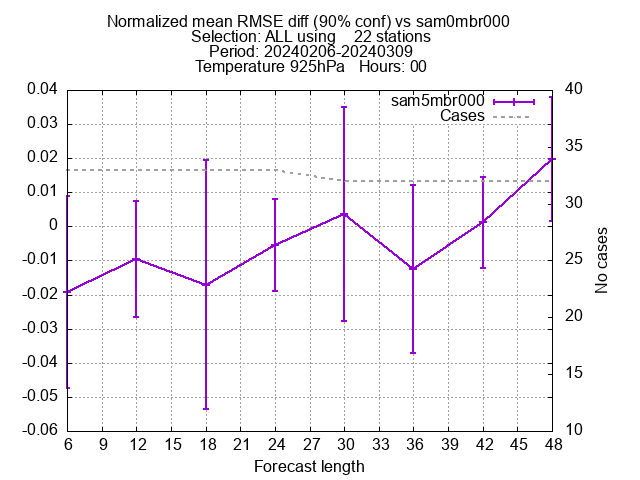 Normalized mean RMSE diff (90% conf) vs sam0mbr000
Selection: ALL using    22 stations
Period: 20240206-20240309
Temperature 925hPa   Hours: 00
sam5mbr000
Cases
0.04
0.03
0.02
0.01
0
-0.01
-0.02
-0.03
-0.04
-0.05
-0.06
40
35
30
25
20
15
10
No cases
6 9 12 15 18 21 24 27 30 33 36 39 42 45 48
Forecast length